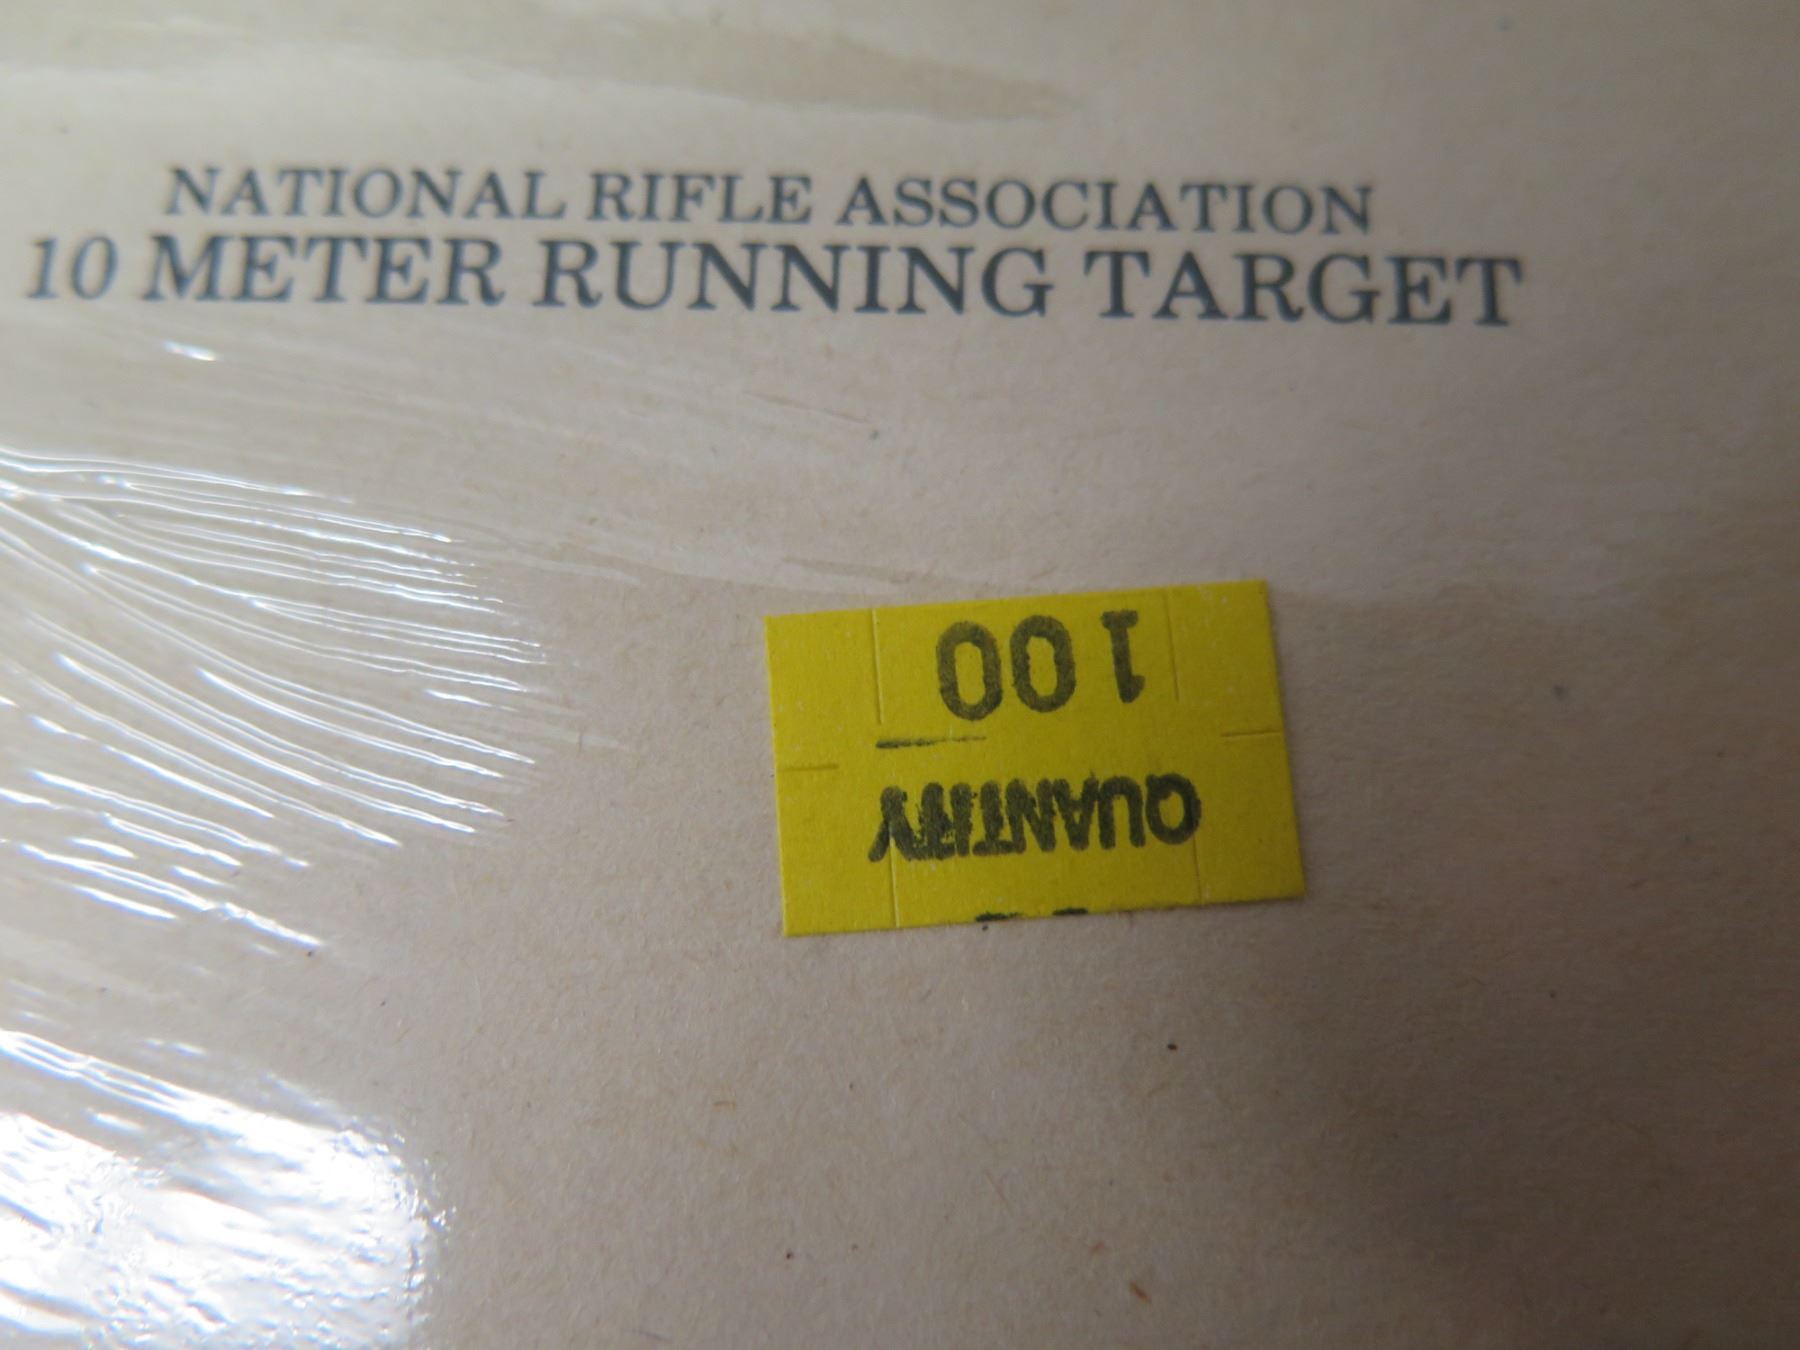 NATIONAL RIFLE ASSOCIATION
10 METER RUNNING TARGET
QUANTITY
100